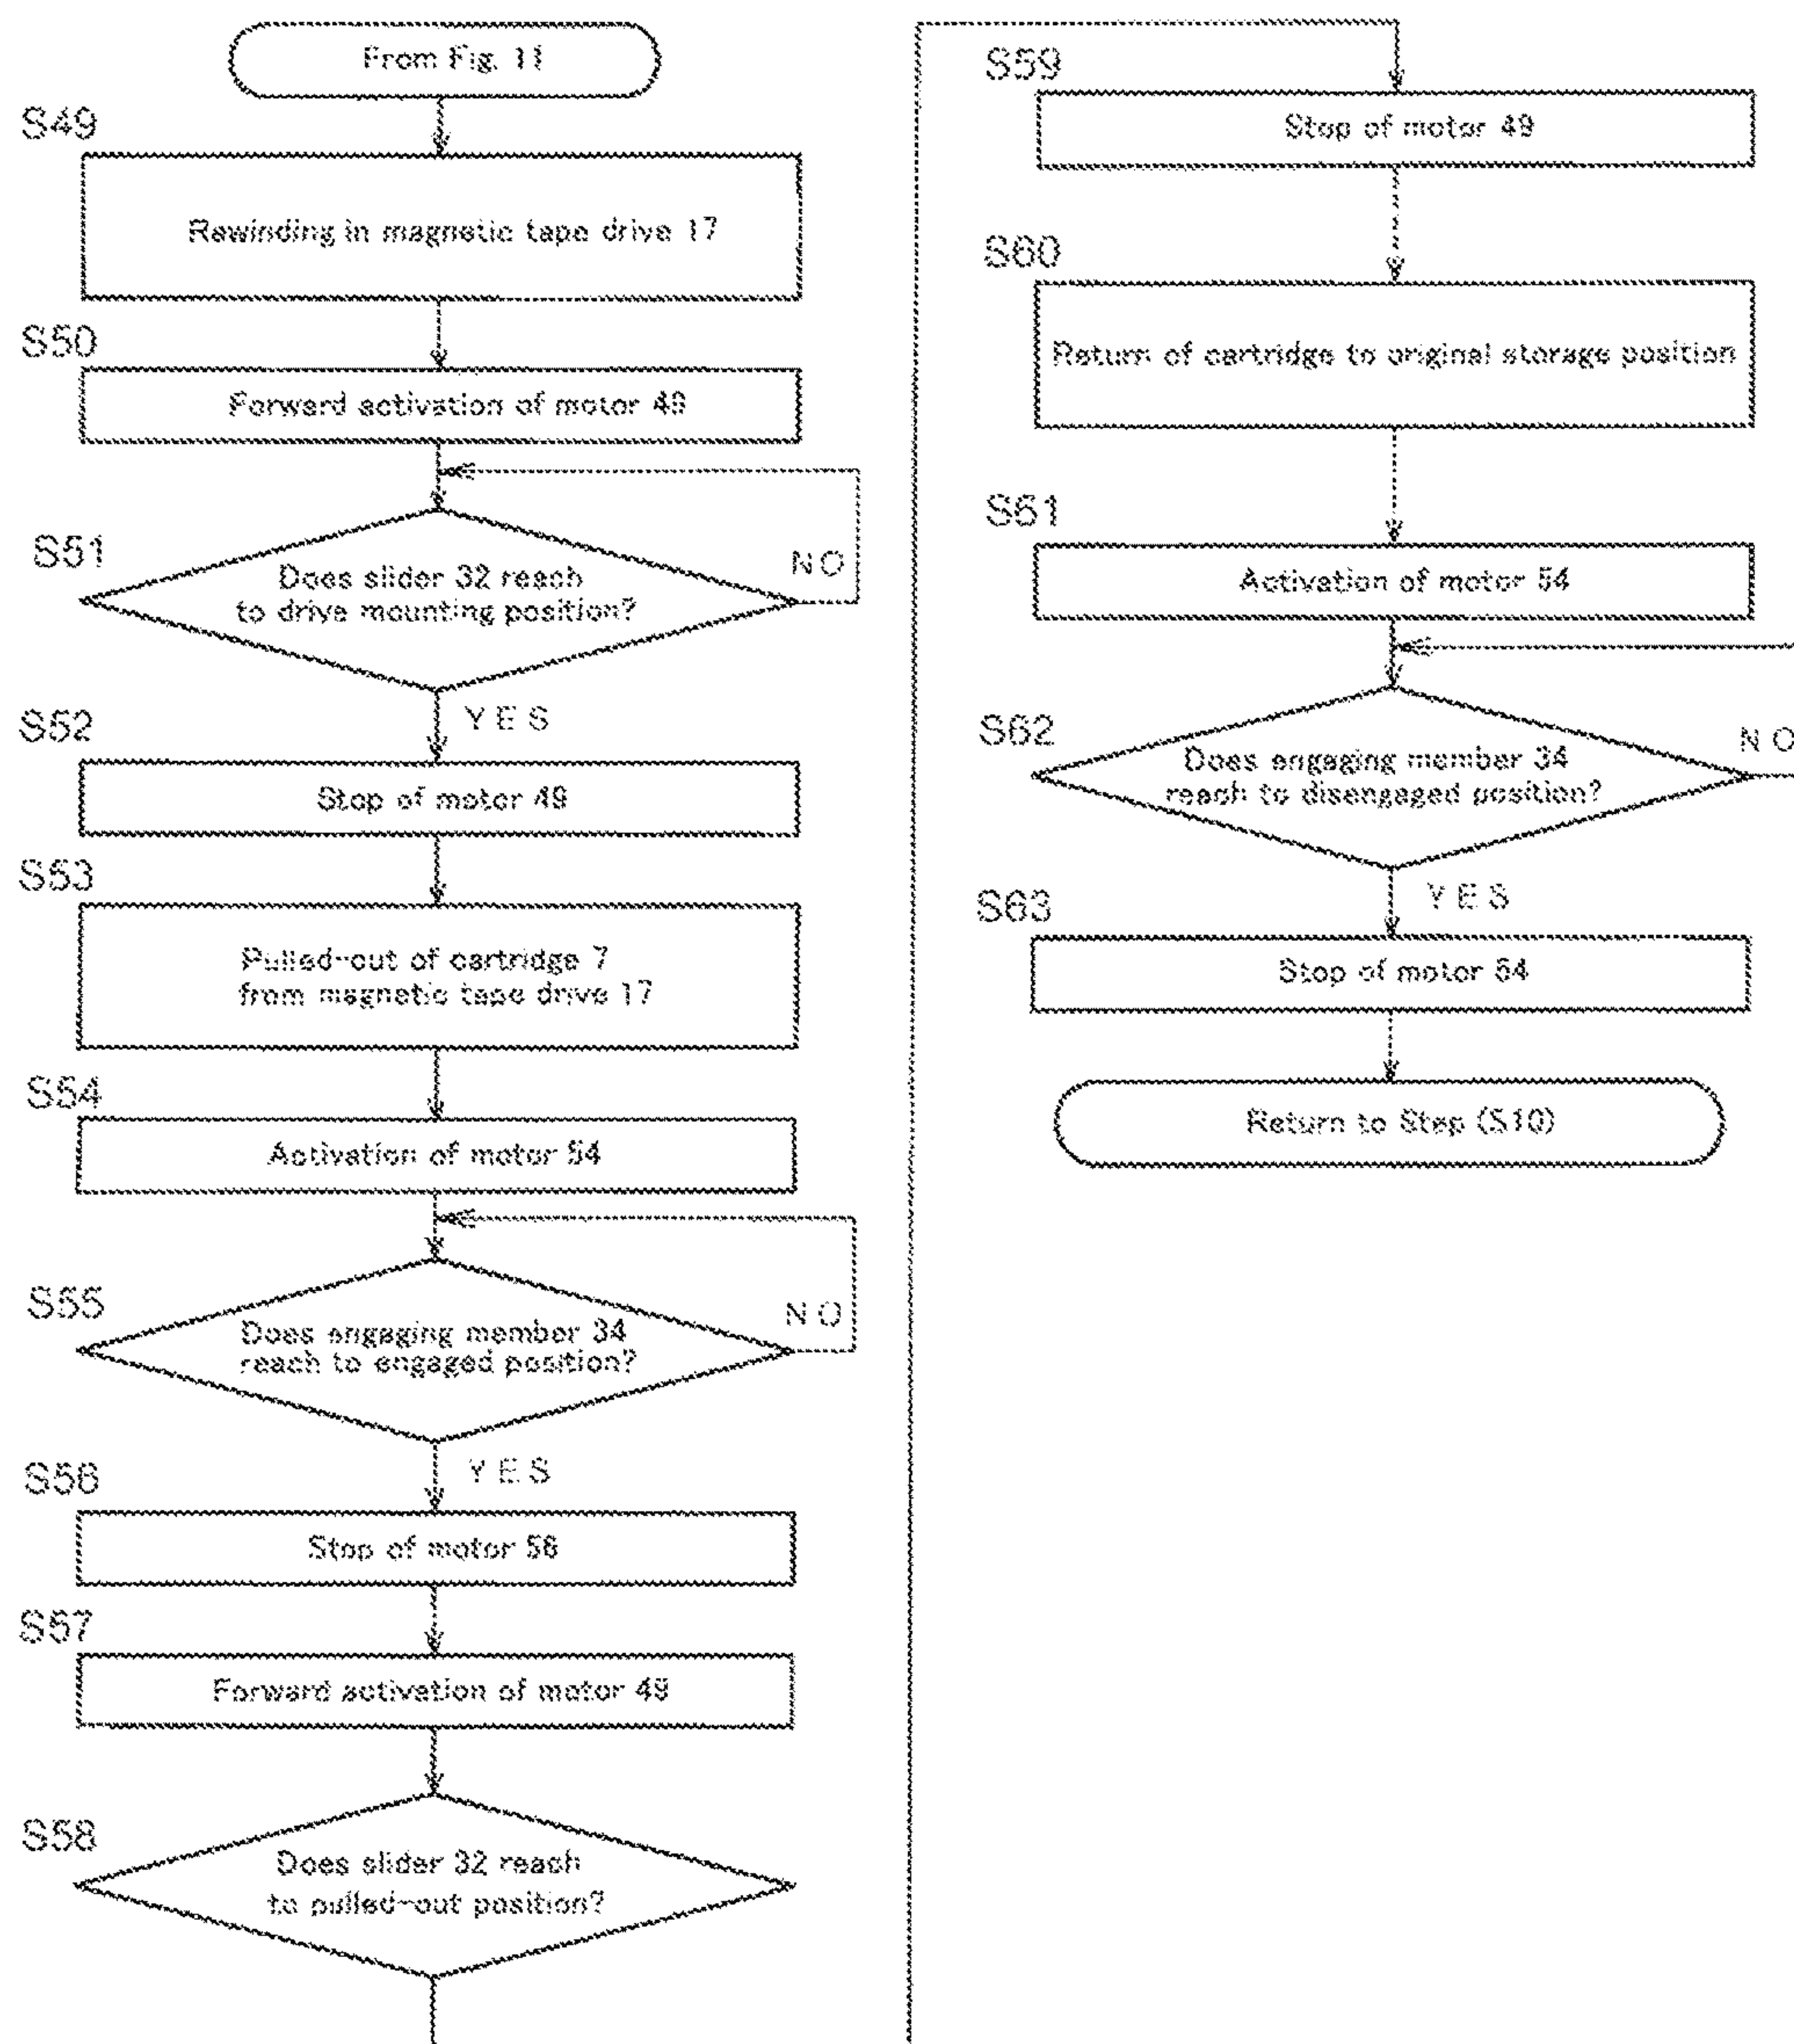 From Fig. 11
S49
Rewinding in magnetic tape drive 17
S50
Forward activation of motor 49
S51
Does slider 32 reach
to drive mounting position?
NO
YES
S52
Stop of motor 49
S53
Pulled-out of cartridge 7
from magnetic tape drive 17
S54
Activation of motor 54
S55
Does engaging member 34
reach to engaged position?
NO
YES
S56
Stop of motor 56
S57
Forward activation of motor 49
S58
Does slider 32 reach
to pulled-out position?
S59
Stop of motor 49
S60
Return of cartridge to original storage position
S61
Activation of motor 54
S62
Does engaging member 34
reach to disengaged position?
NO
YES
S63
Stop of motor 54
Return to Step (S10)